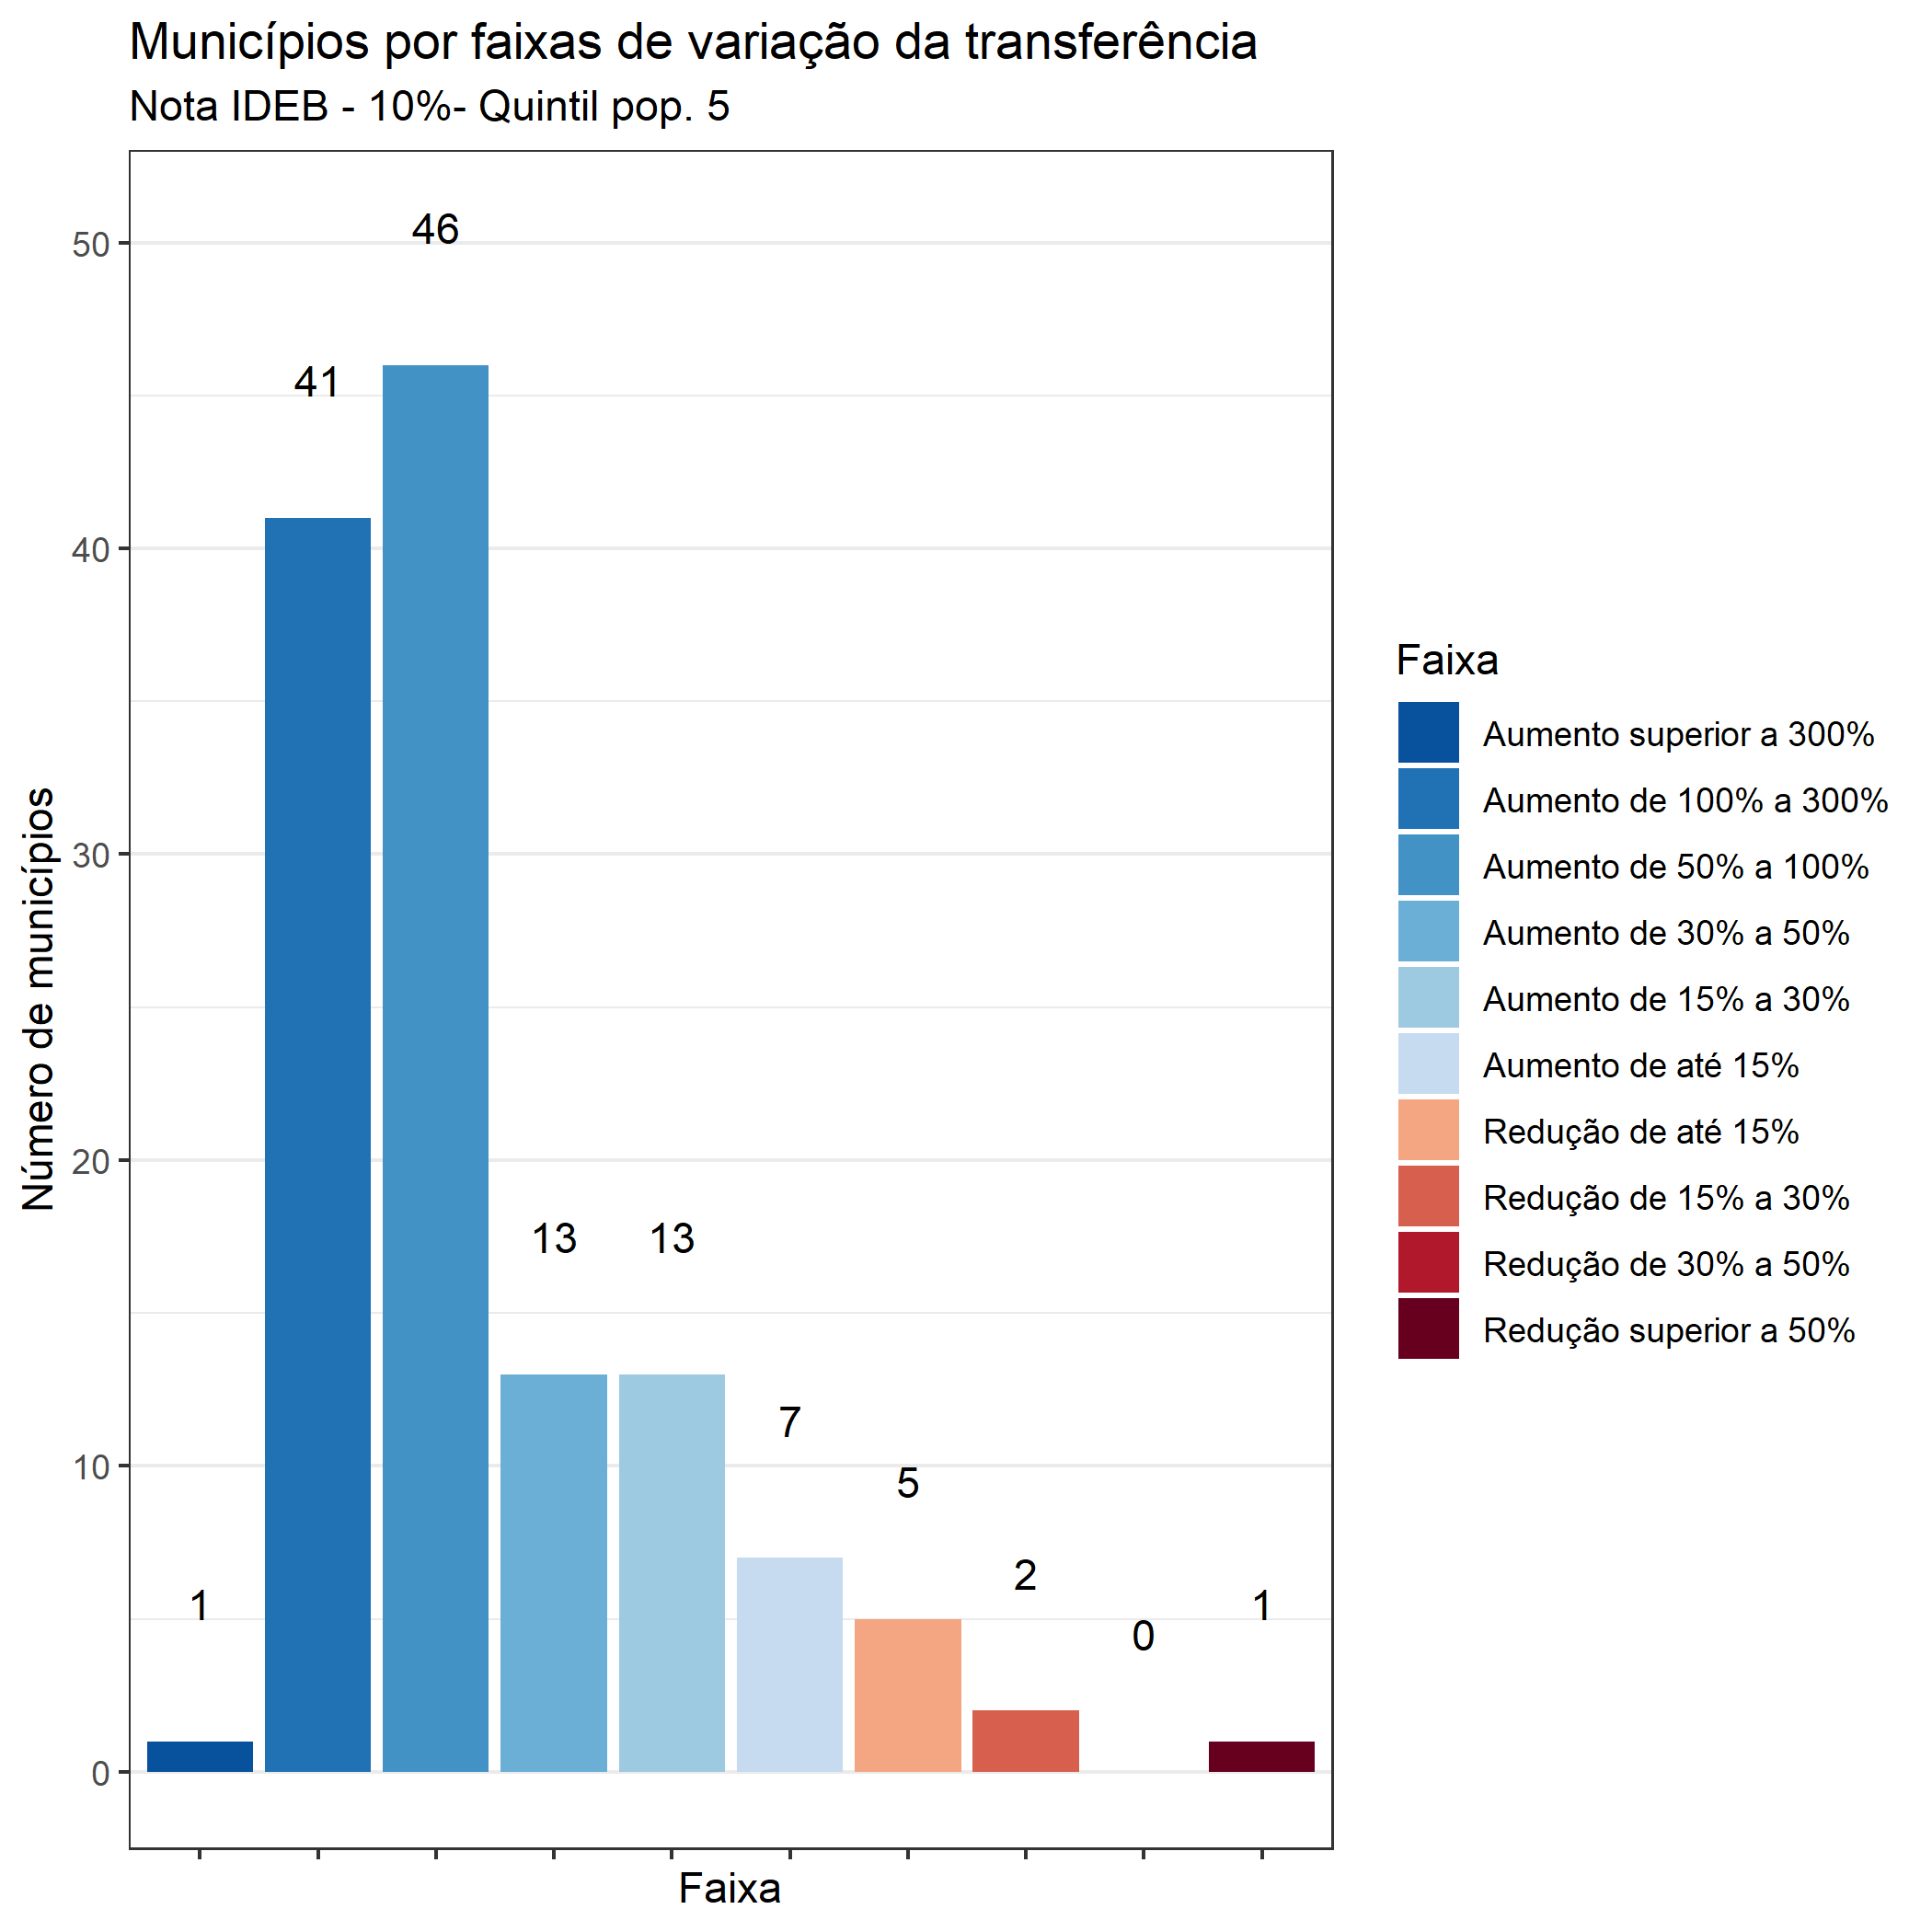 Municípios por faixas de variação da transferência
Nota IDEB - 10%- Quintil pop. 5
Número de municípios
50
40
30
20
10
0
1
41
46
13
13
7
5
2
0
1
Faixa
Faixa
Aumento superior a 300%
Aumento de 100% a 300%
Aumento de 50% a 100%
Aumento de 30% a 50%
Aumento de 15% a 30%
Aumento de até 15%
Redução de até 15%
Redução de 15% a 30%
Redução de 30% a 50%
Redução superior a 50%